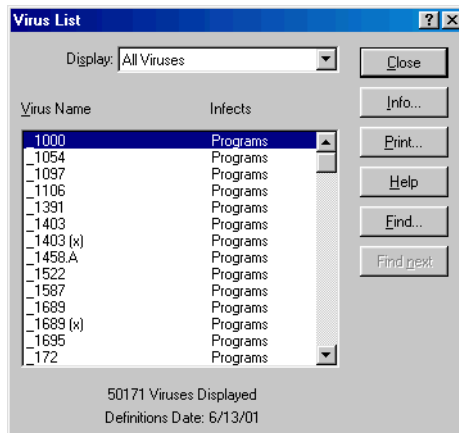 Virus List
Display: All Viruses
Close
Virus Name Infects
Info...
_1000 Programs
Print...
_1054 Programs
_1097 Programs
Help
_1106 Programs
_1391 Programs
_1403 Programs
Find...
_1403 (x) Programs
_1458.A Programs
Find next
_1522 Programs
_1587 Programs
_1689 Programs
_1689 (x) Programs
_1695 Programs
_172 Programs
50171 Viruses Displayed
Definitions Date: 6/13/01